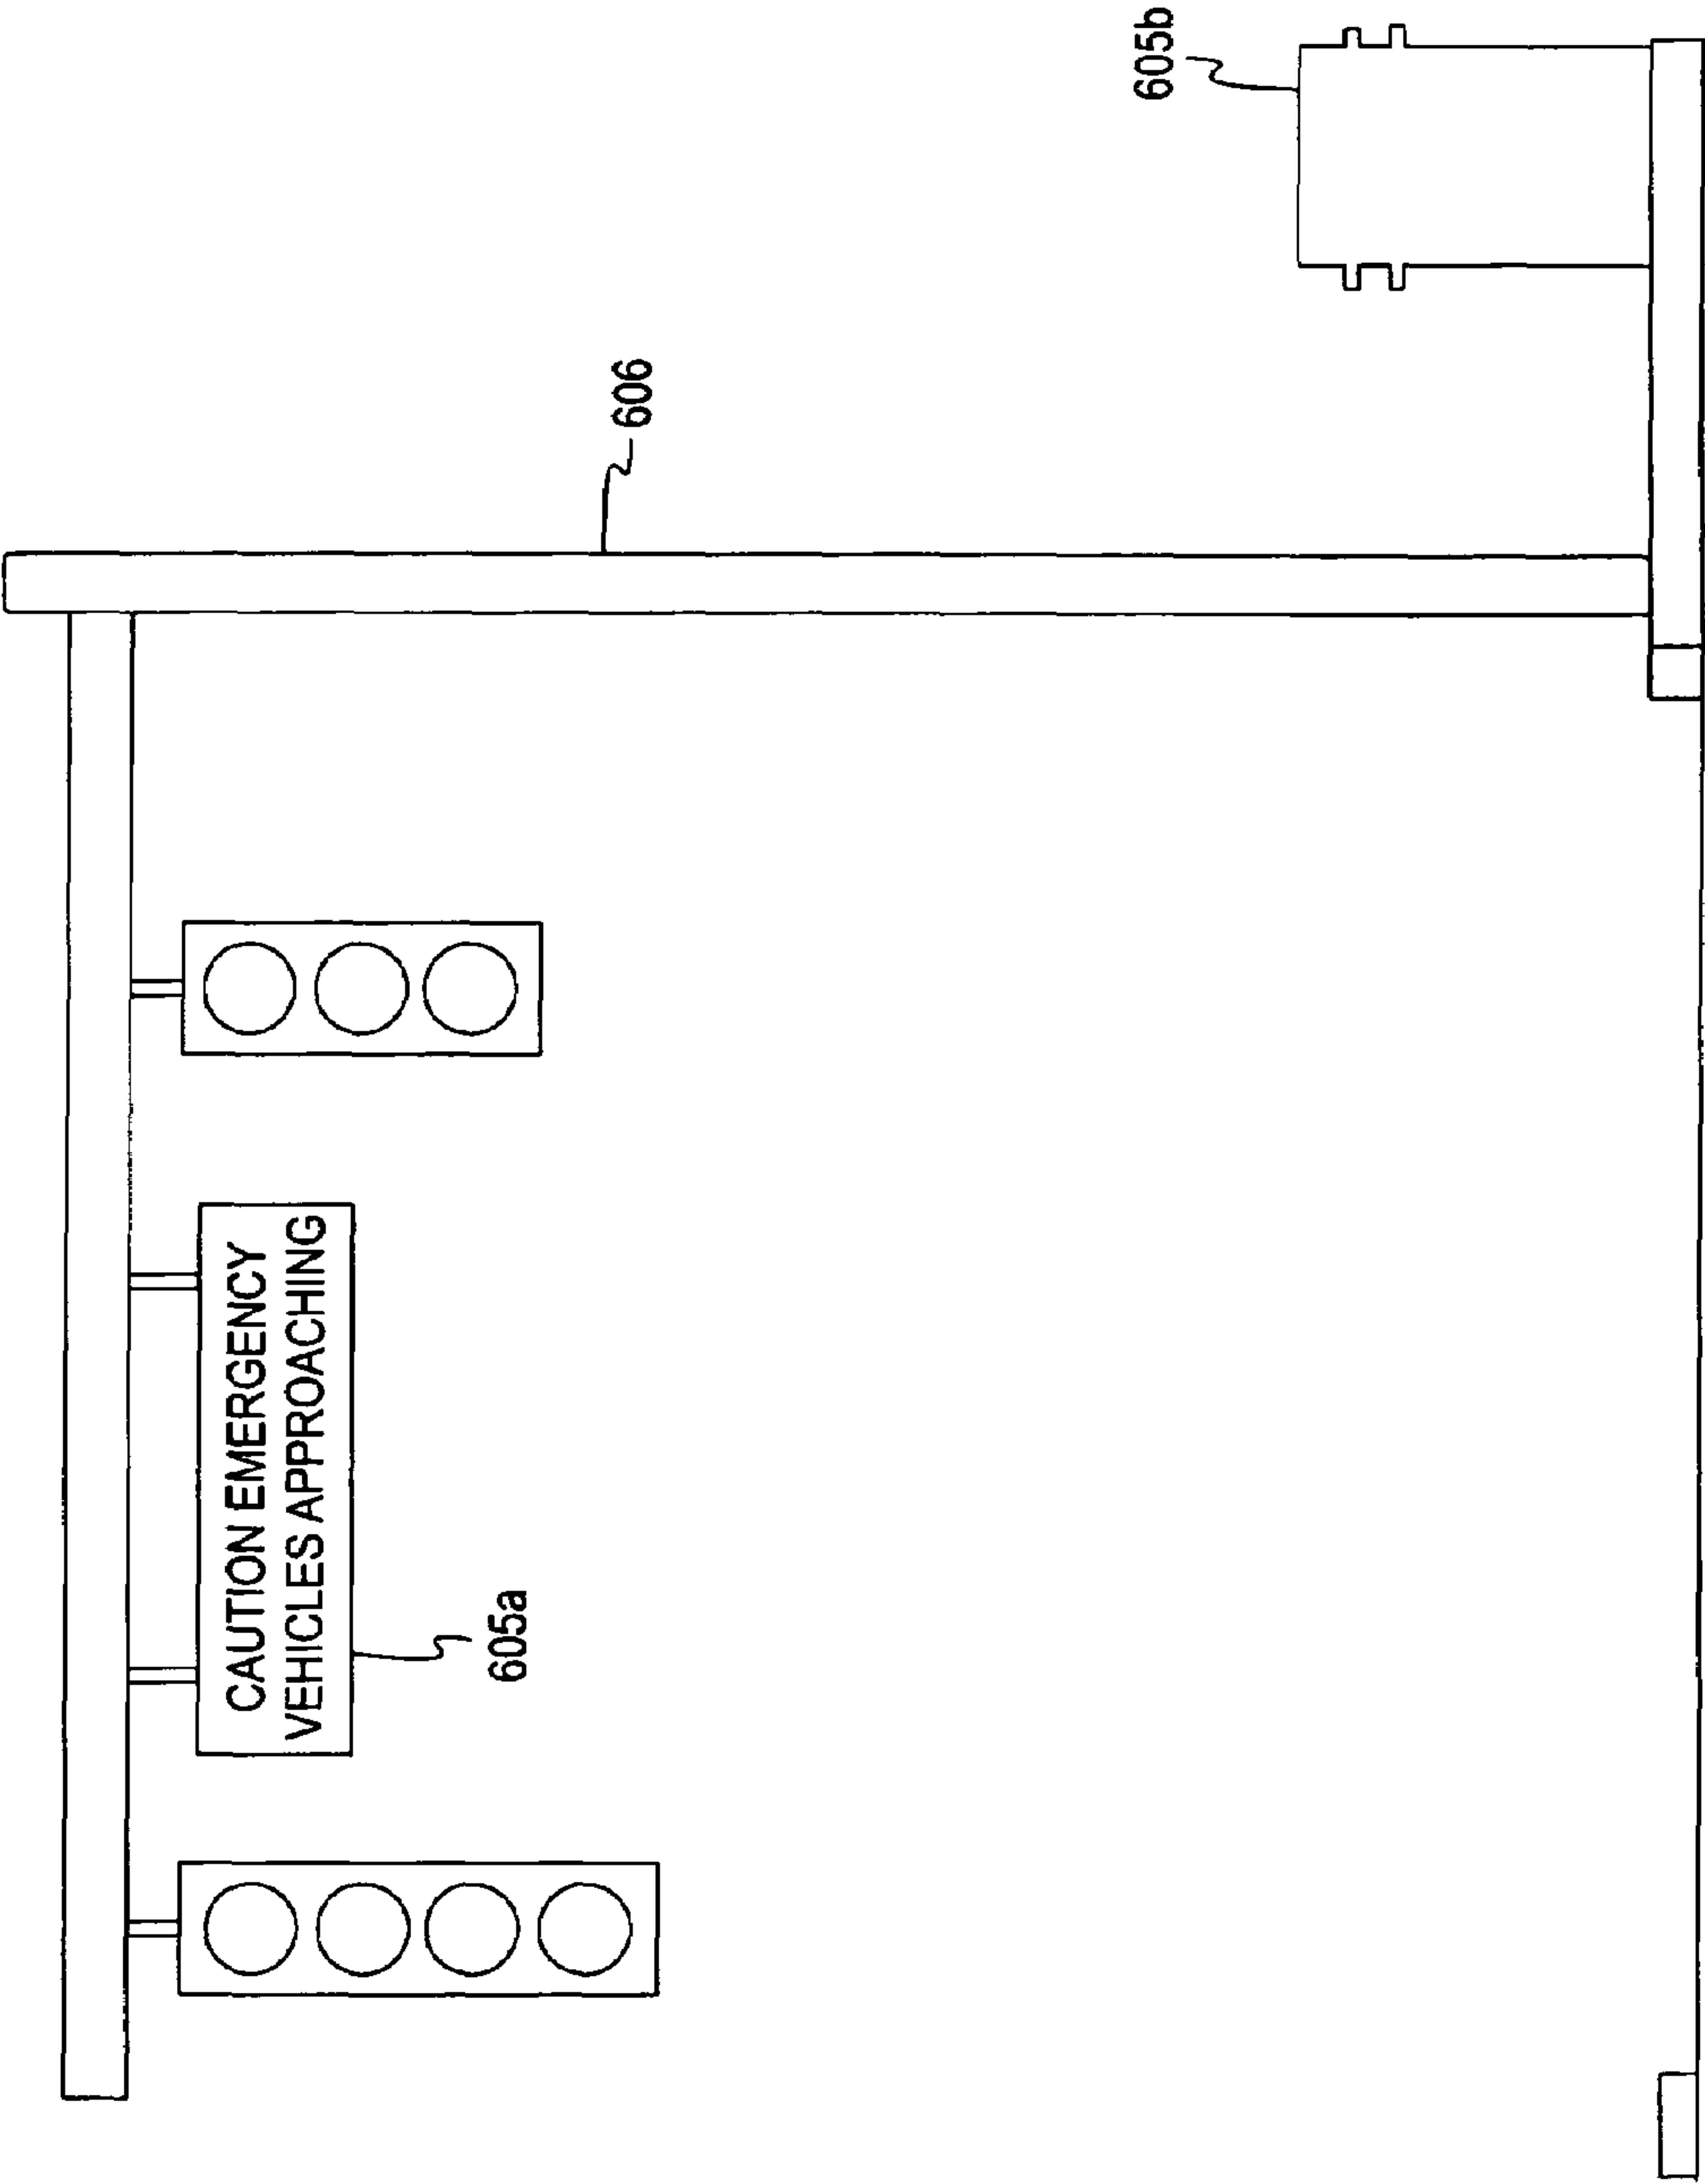 CAUTION EMERGENCY
VEHICLES APPROACHING
605a
606
605b